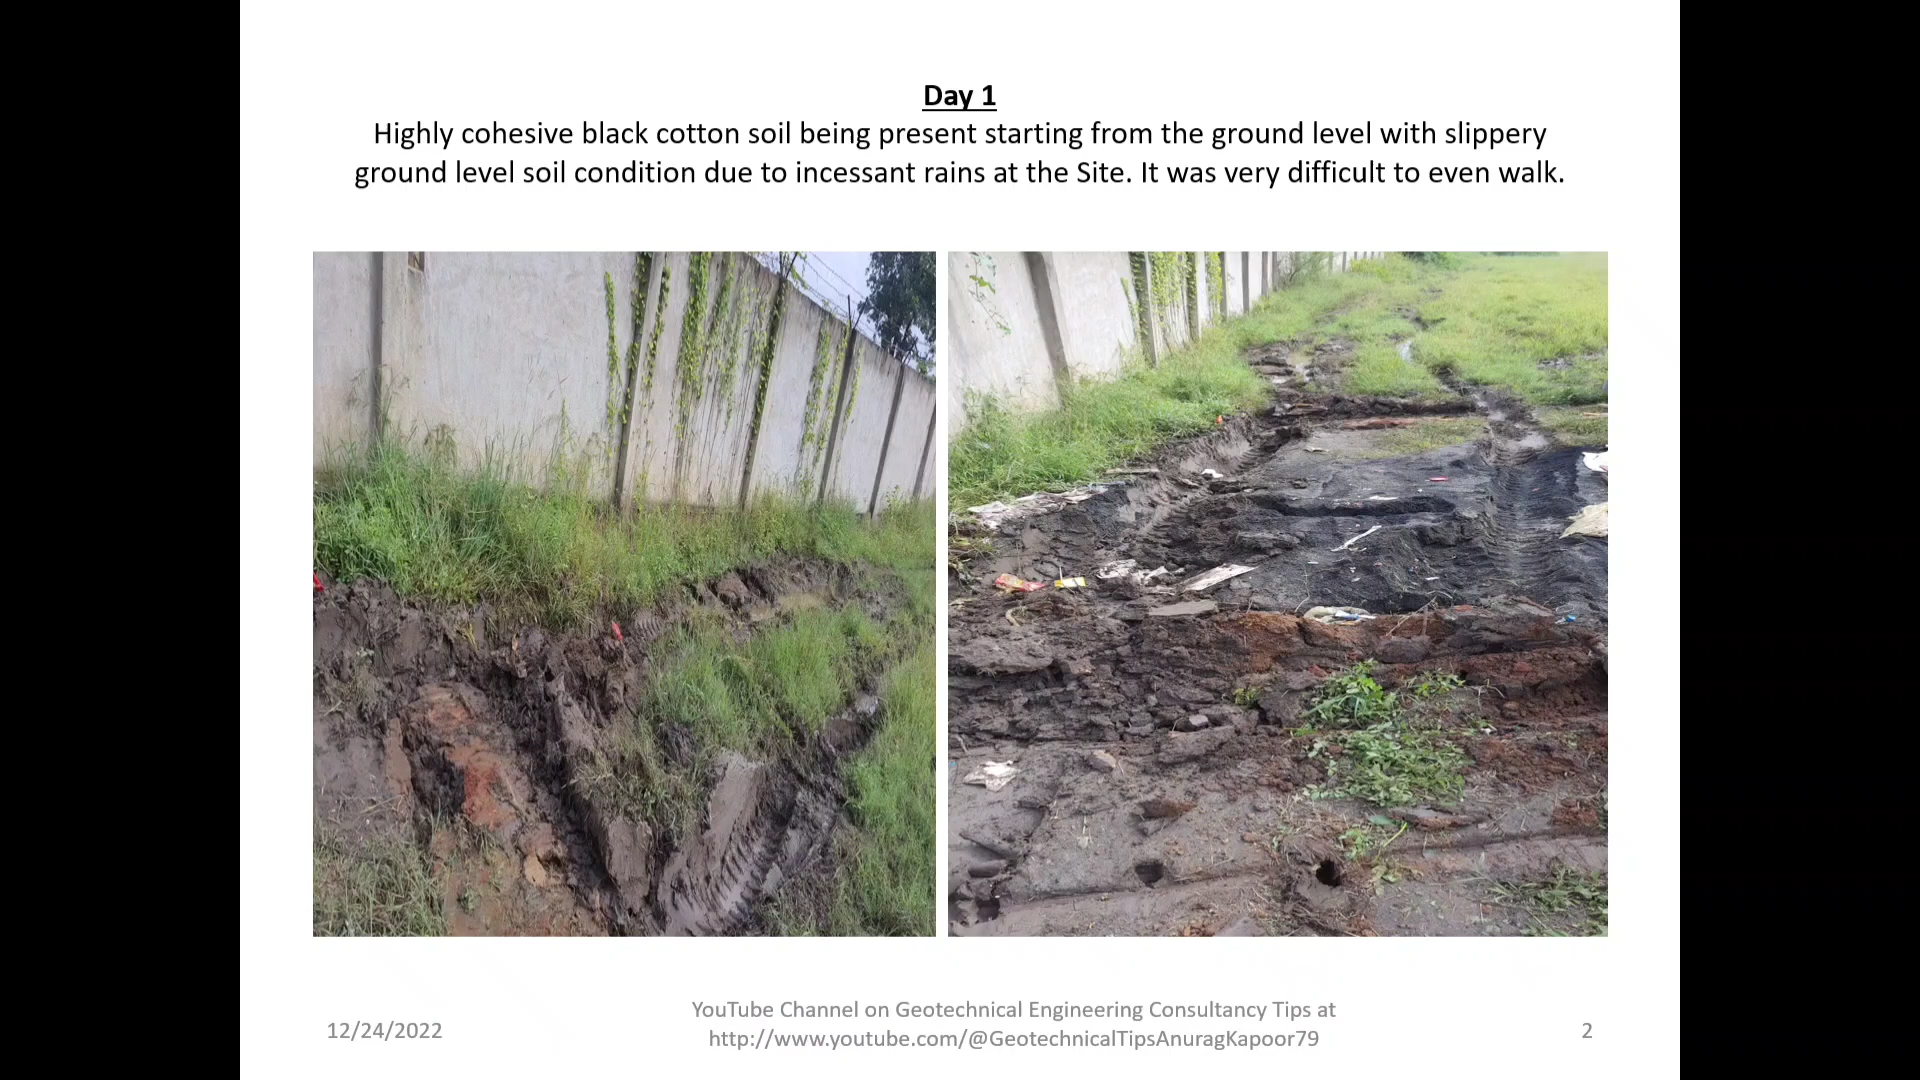 Day 1
Highly cohesive black cotton soil being present starting from the ground level with slippery
ground level soil condition due to incessant rains at the Site. It was very difficult to even walk.
12/24/2022
YouTube Channel on Geotechnical Engineering Consultancy Tips at
http://www.youtube.com/@GeotechnicalTipsAnuragKapoor79
2